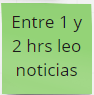 Entre 1 y
2 hrs leo
noticias